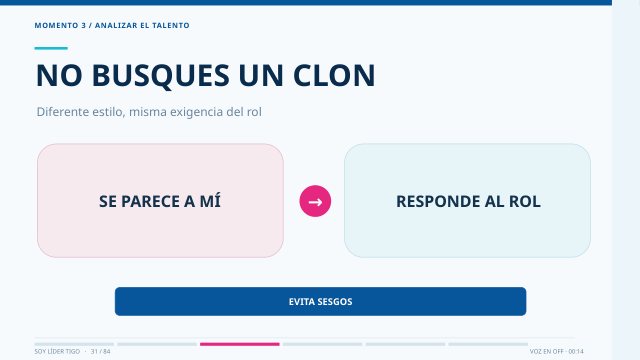 MOMENTO 3 / ANALIZAR EL TALENTO
NO BUSQUES UN CLON
Diferente estilo, misma exigencia del rol
SE PARECE A MÍ
→
RESPONDE AL ROL
EVITA SESGOS
SOY LÍDER TIGO · 31 / 84
VOZ EN OFF · 00:14